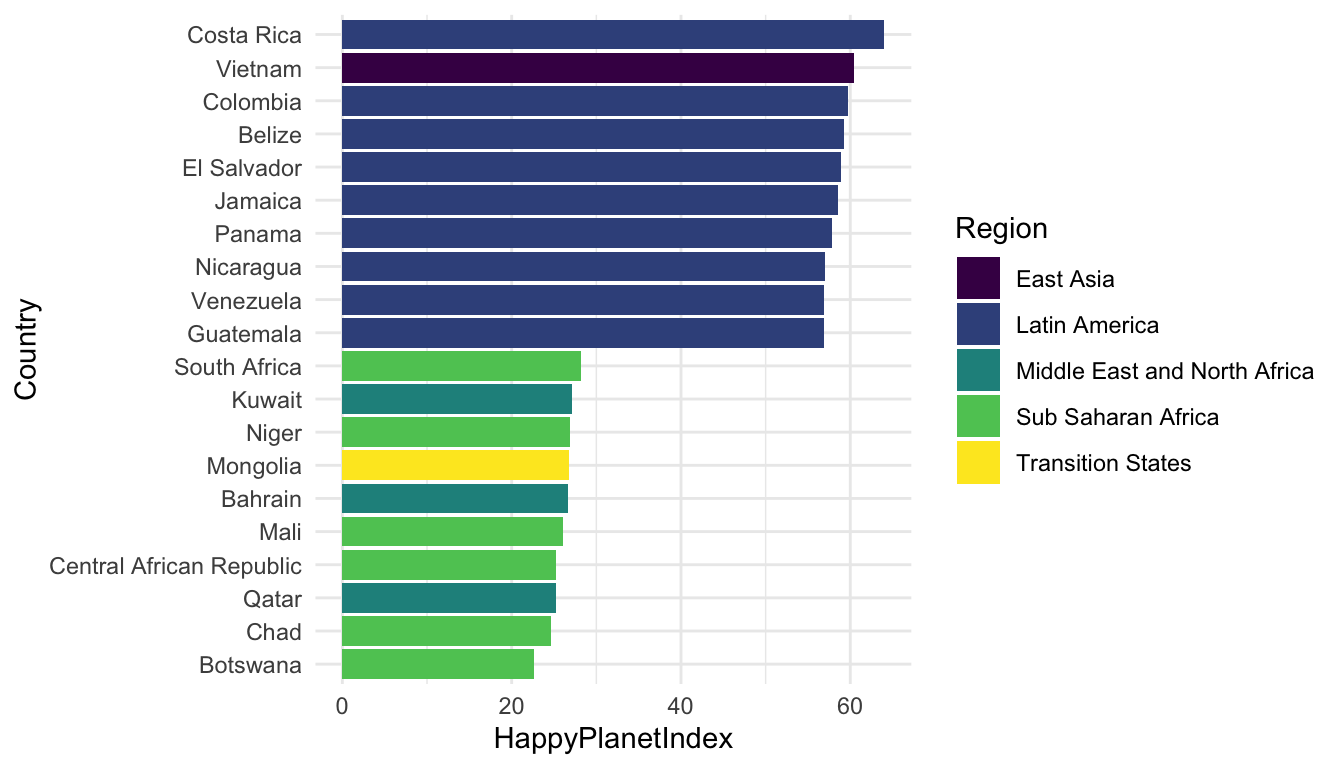 Country
Costa Rica
Vietnam
Colombia
Belize
El Salvador
Jamaica
Panama
Nicaragua
Venezuela
Guatemala
South Africa
Kuwait
Niger
Mongolia
Bahrain
Mali
Central African Republic
Qatar
Chad
Botswana
0 20 40 60
HappyPlanetIndex
Region
East Asia
Latin America
Middle East and North Africa
Sub Saharan Africa
Transition States